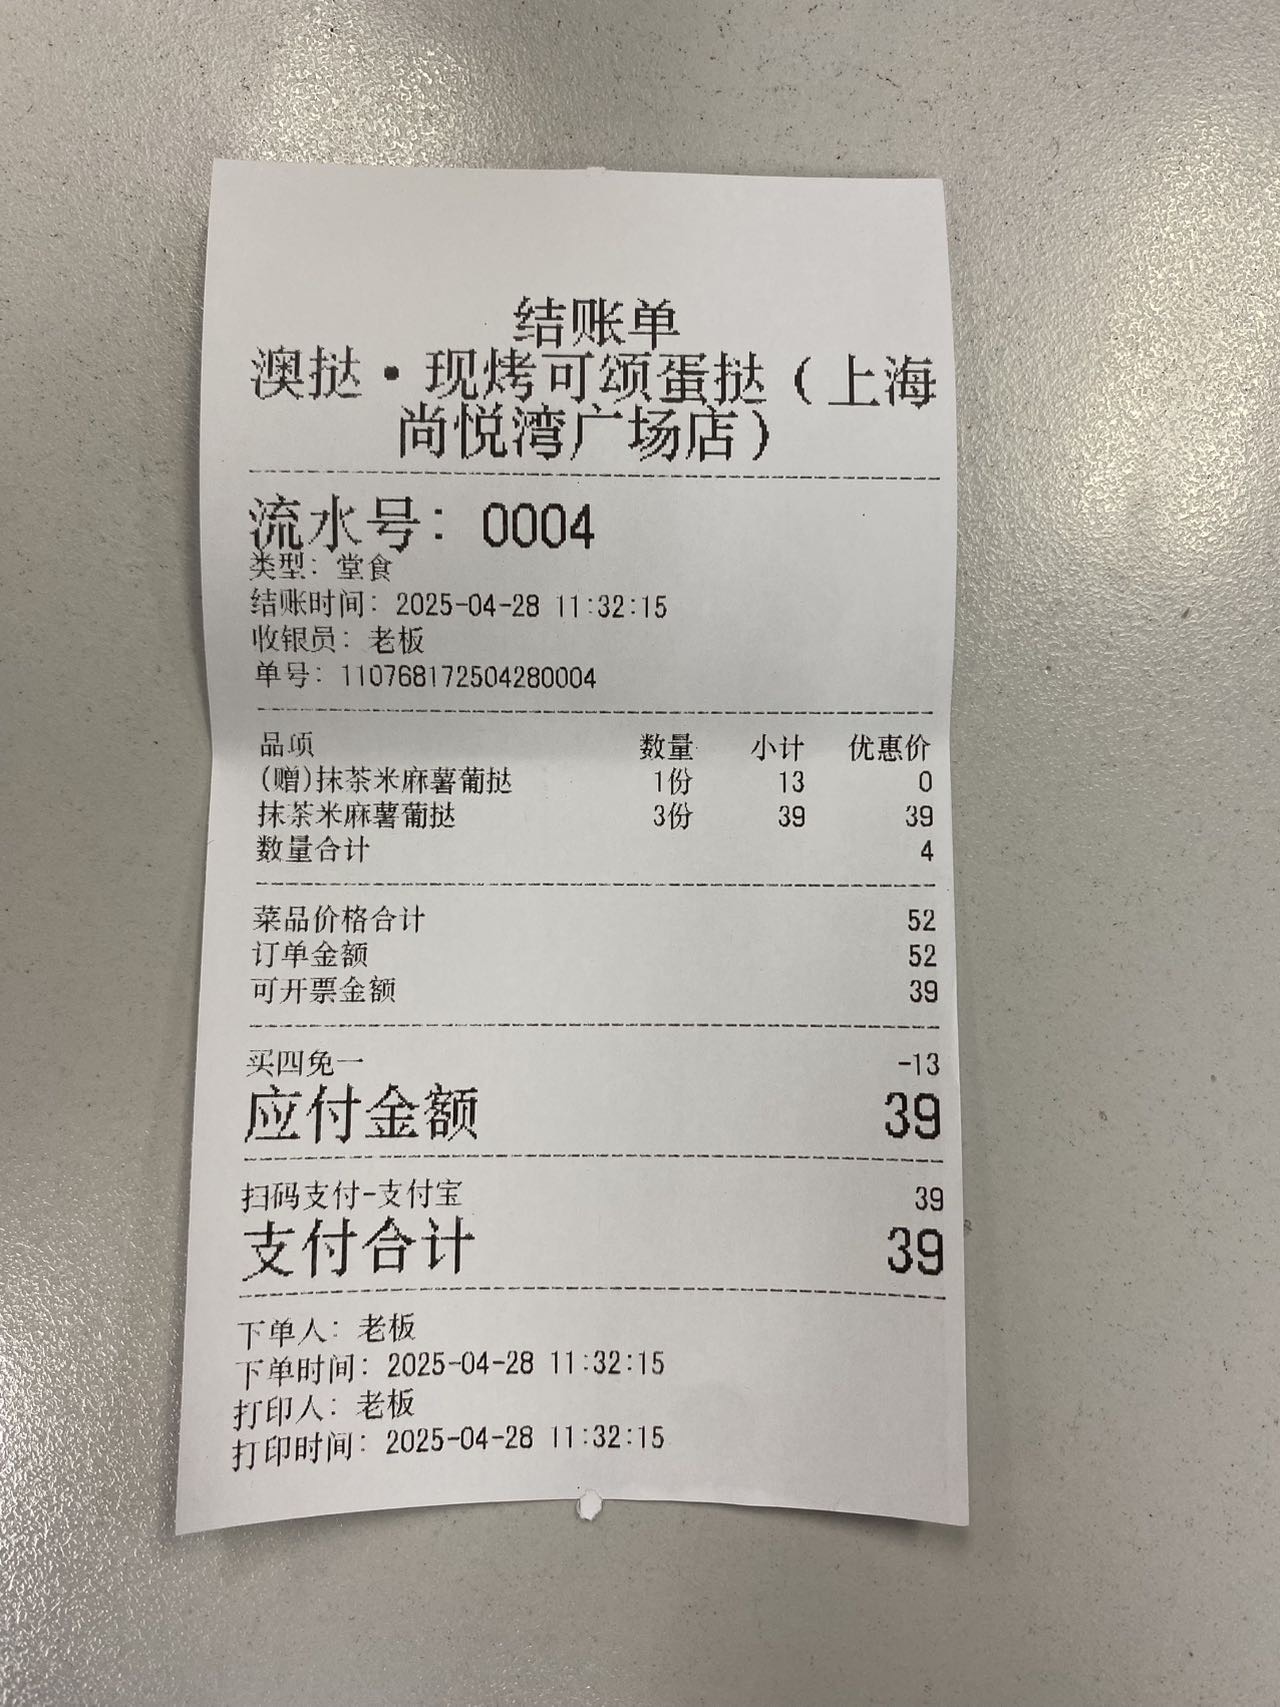 结账单
澳挞·现烤可颂蛋挞（上海
尚悦湾广场店）
流水号：0004
类型：堂食
结账时间：2025-04-28 11:32:15
收银员：老板
单号：110768172504280004
品项 数量 小计 优惠价
(赠)抹茶米麻薯葡挞 1份 13 0
抹茶米麻薯葡挞 3份 39 39
数量合计 4
菜品价格合计 52
订单金额 52
可开票金额 39
买四免一 -13
应付金额 39
扫码支付-支付宝 39
支付合计 39
下单人：老板
下单时间：2025-04-28 11:32:15
打印人：老板
打印时间：2025-04-28 11:32:15